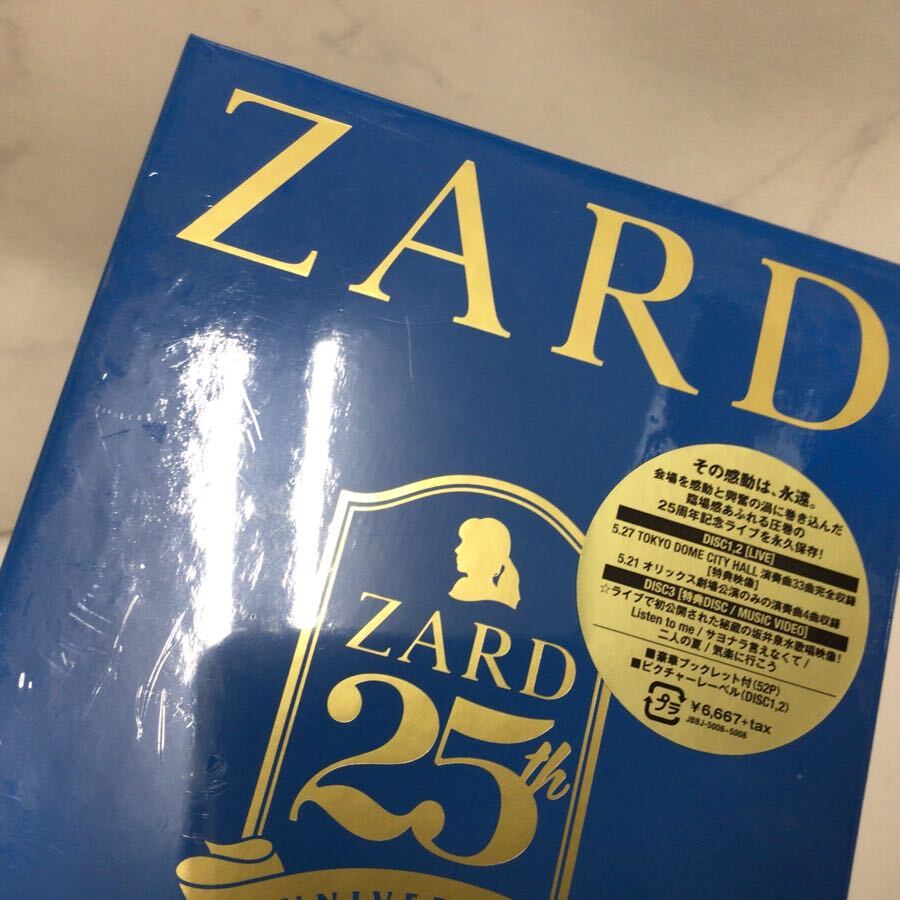 ZARD
その感動は、永遠。
会場を感動と興奮の渦に巻き込んだ
臨場感あふれる圧巻の
25周年記念ライブを永久保存!
DISC1,2 [LIVE]
5.27 TOKYO DOME CITY HALL 演奏曲33曲完全収録
[特典映像]
5.21 オリックス劇場公演のみの演奏曲4曲収録
DISC3 [特典DISC / MUSIC VIDEO]
☆ライブで初公開された秘蔵の坂井泉水歌唱映像!
Listen to me / サヨナラ言えなくて /
二人の夏 / 気楽に行こう
■豪華ブックレット付(52P)
■ピクチャーレーベル(DISC1,2)
プラ ¥6,667+tax
JBBJ-5006-5008
ZARD
25th